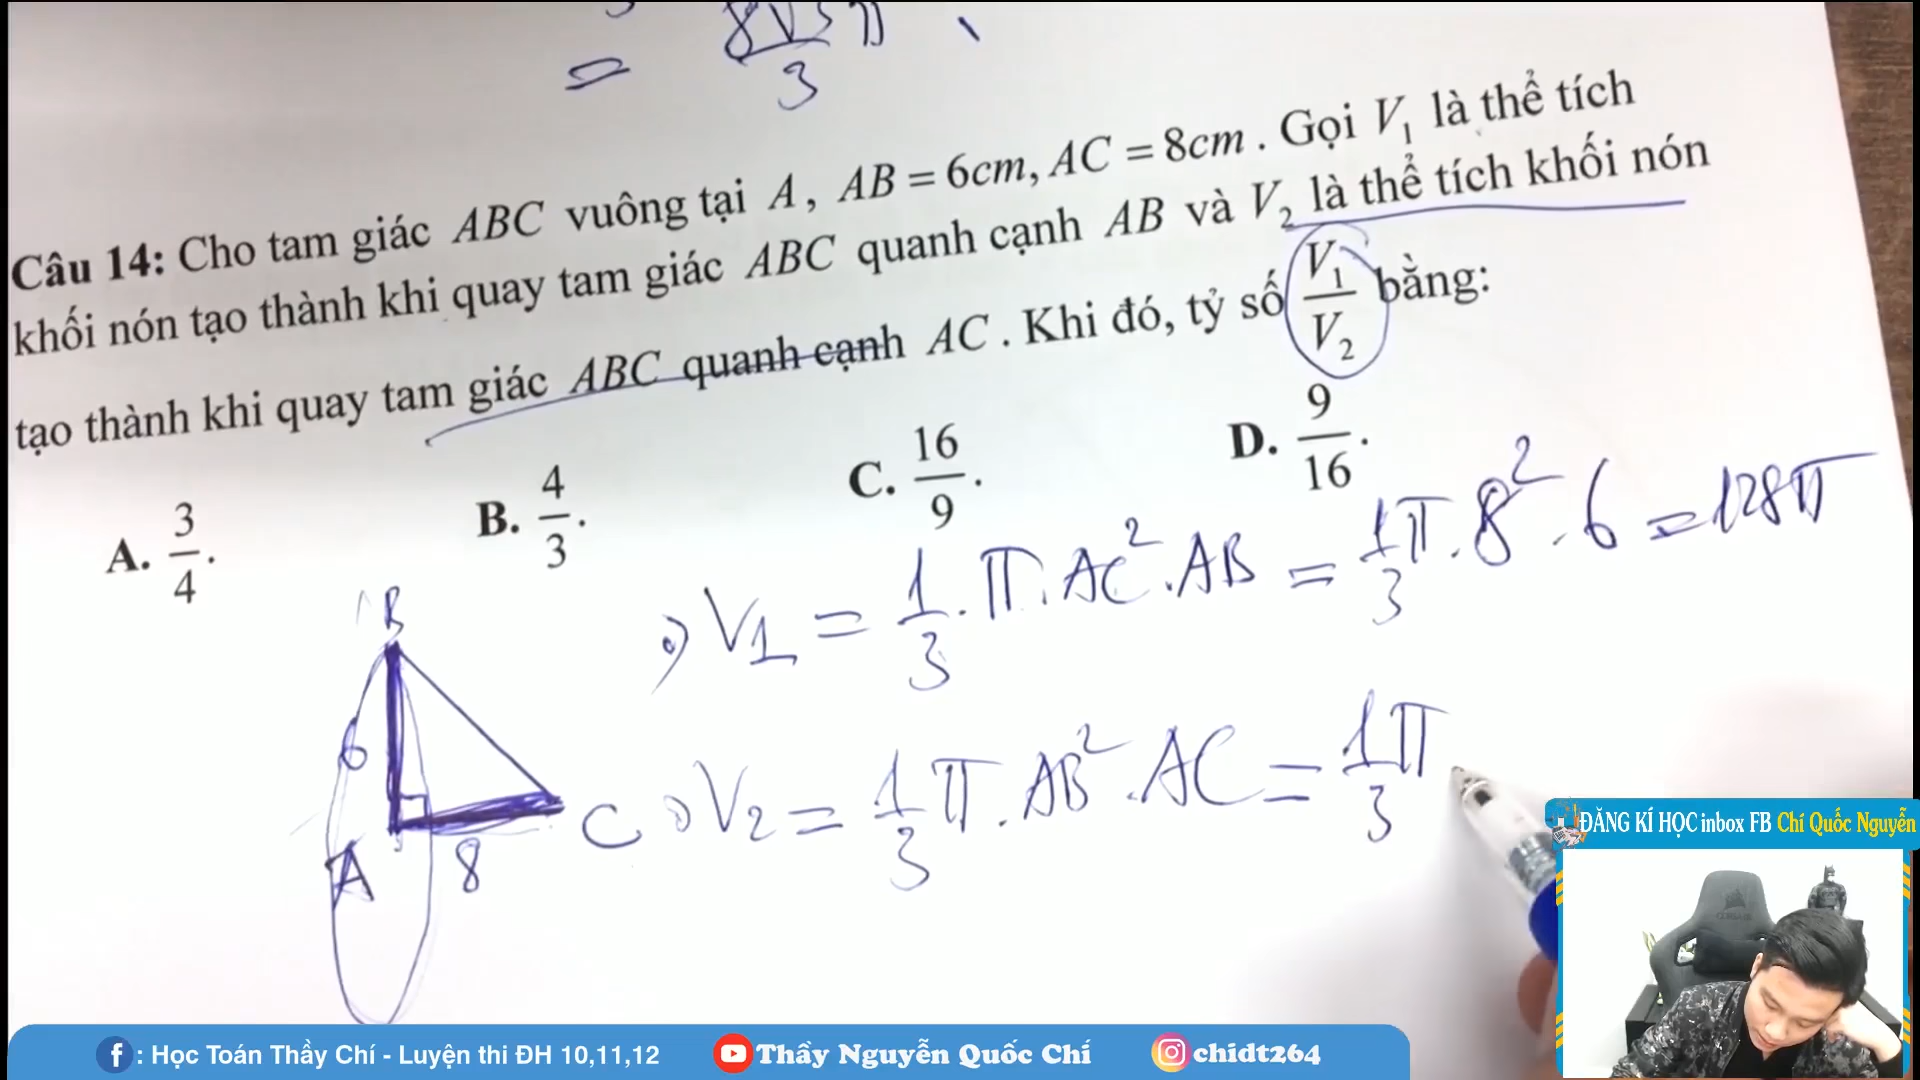 = 8√3π / 3
Câu 14: Cho tam giác ABC vuông tại A, AB = 6cm, AC = 8cm. Gọi V₁ là thể tích
khối nón tạo thành khi quay tam giác ABC quanh cạnh AB và V₂ là thể tích khối nón
tạo thành khi quay tam giác ABC quanh cạnh AC. Khi đó, tỷ số V₁/V₂ bằng:
A. 3/4. B. 4/3. C. 16/9. D. 9/16.
V1 = 1/3 . π . AC² . AB = 1/3 π . 8² . 6 = 128π
V2 = 1/3 π . AB² . AC = 1/3 π
B
6
A
8
C
ĐĂNG KÍ HỌC inbox FB Chí Quốc Nguyễn
f : Học Toán Thầy Chí - Luyện thi ĐH 10,11,12
Thầy Nguyễn Quốc Chí
chidt264